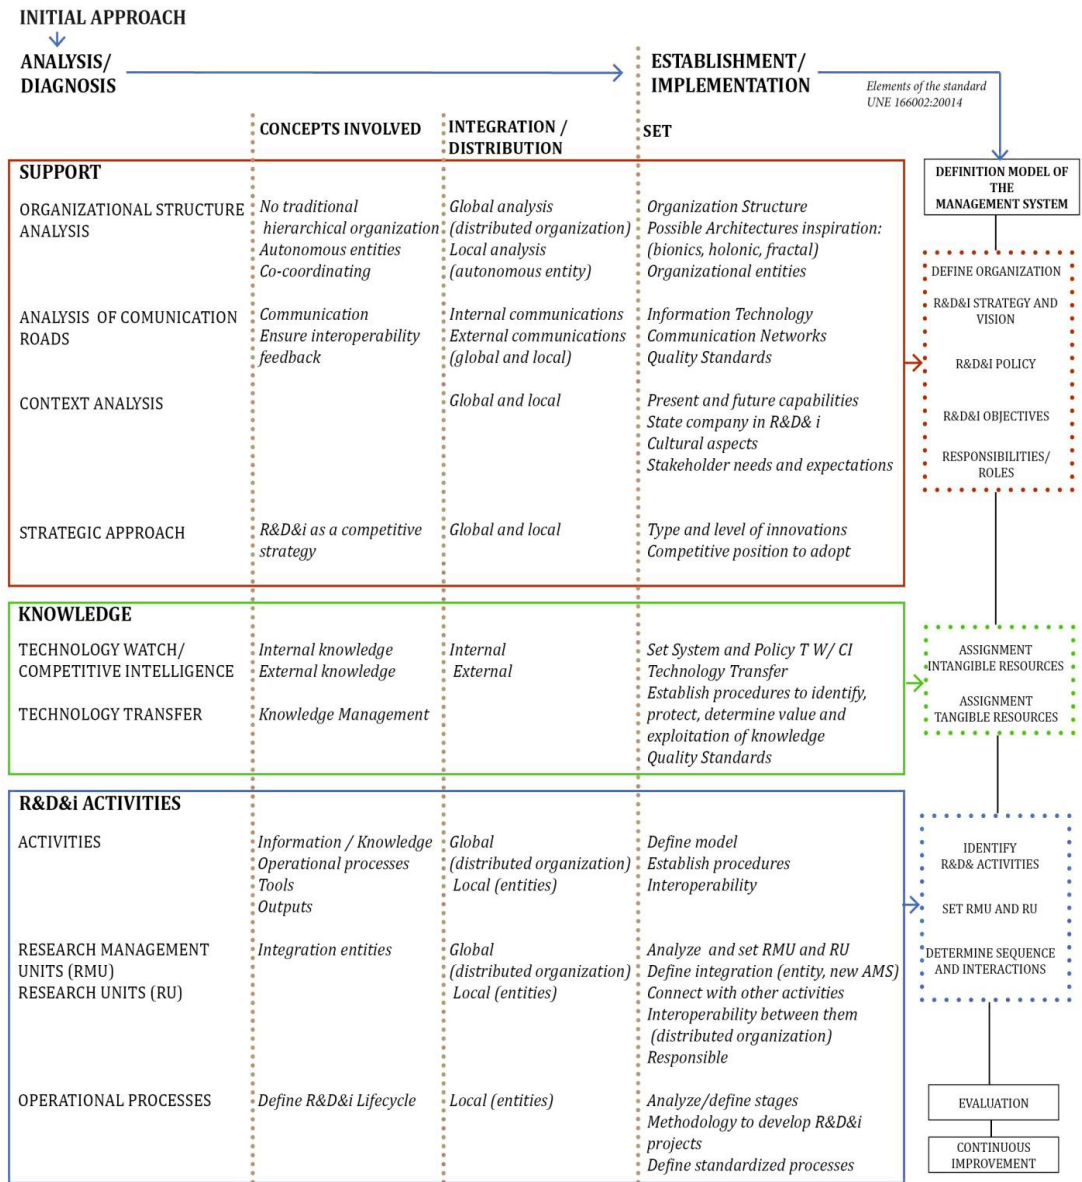 INITIAL APPROACH
ANALYSIS/
DIAGNOSIS
ESTABLISHMENT/
IMPLEMENTATION
Elements of the standard
UNE 166002:20014
CONCEPTS INVOLVED
INTEGRATION /
DISTRIBUTION
SET
DEFINITION MODEL OF
THE
MANAGEMENT SYSTEM
SUPPORT
ORGANIZATIONAL STRUCTURE
ANALYSIS
No traditional
hierarchical organization
Autonomous entities
Co-coordinating
Global analysis
(distributed organization)
Local analysis
(autonomous entity)
Organization Structure
Possible Architectures inspiration:
(bionics, holonic, fractal)
Organizational entities
ANALYSIS OF COMUNICATION
ROADS
Communication
Ensure interoperability
feedback
Internal communications
External communications
(global and local)
Information Technology
Communication Networks
Quality Standards
CONTEXT ANALYSIS
Global and local
Present and future capabilities
State company in R&D& i
Cultural aspects
Stakeholder needs and expectations
STRATEGIC APPROACH
R&D&i as a competitive
strategy
Global and local
Type and level of innovations
Competitive position to adopt
DEFINE ORGANIZATION
R&D&I STRATEGY AND
VISION
R&D&I POLICY
R&D&I OBJECTIVES
RESPONSIBILITIES/
ROLES
KNOWLEDGE
TECHNOLOGY WATCH/
COMPETITIVE INTELLIGENCE
Internal knowledge
External knowledge
Internal
External
Set System and Policy T W/ CI
Technology Transfer
Establish procedures to identify,
protect, determine value and
exploitation of knowledge
Quality Standards
TECHNOLOGY TRANSFER
Knowledge Management
ASSIGNMENT
INTANGIBLE RESOURCES
ASSIGNMENT
TANGIBLE RESOURCES
R&D&i ACTIVITIES
ACTIVITIES
Information / Knowledge
Operational processes
Tools
Outputs
Global
(distributed organization)
Local (entities)
Define model
Establish procedures
Interoperability
RESEARCH MANAGEMENT
UNITS (RMU)
RESEARCH UNITS (RU)
Integration entities
Global
(distributed organization)
Local (entities)
Analyze and set RMU and RU
Define integration (entity, new AMS)
Connect with other activities
Interoperability between them
(distributed organization)
Responsible
OPERATIONAL PROCESSES
Define R&D&i Lifecycle
Local (entities)
Analyze/define stages
Methodology to develop R&D&i
projects
Define standardized processes
IDENTIFY
R&D& ACTIVITIES
SET RMU AND RU
DETERMINE SEQUENCE
AND INTERACTIONS
EVALUATION
CONTINUOUS
IMPROVEMENT